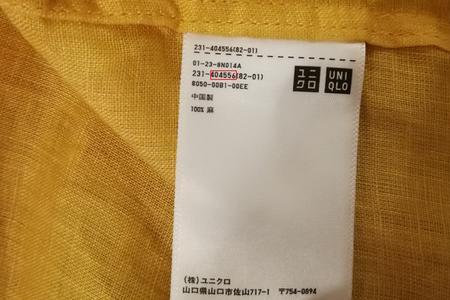 231-404556(82-01)
01-23-8N014A
231-404556(82-01)
8050-00B1-00EE
中国製
100% 麻
ユニ
クロ
UNI
QLO
(株)ユニクロ
山口県山口市佐山717-1 〒754-0894